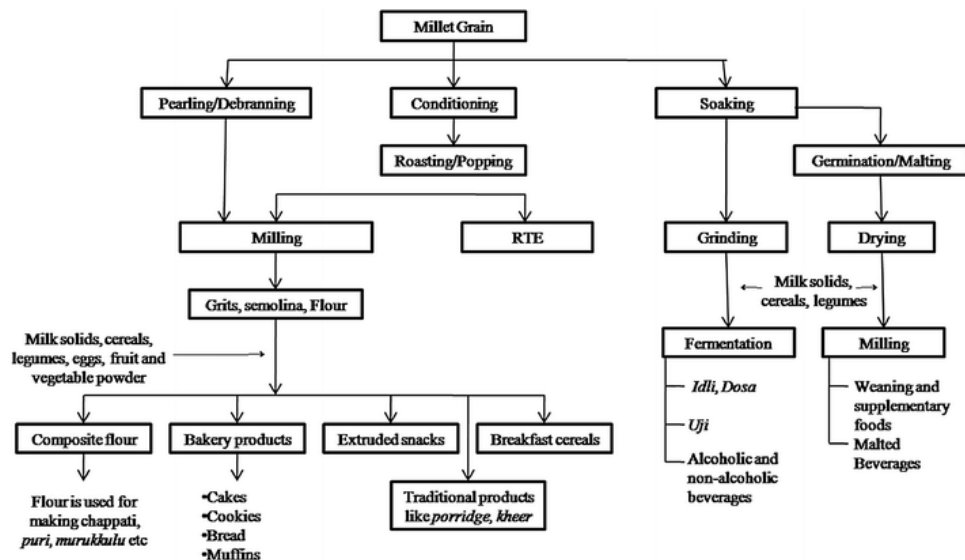 Millet Grain
Pearling/Debranning
Conditioning
Soaking
Roasting/Popping
Germination/Malting
Milling
RTE
Grinding
Drying
Grits, semolina, Flour
Milk solids,
cereals, legumes
Milk solids, cereals,
legumes, eggs, fruit and
vegetable powder
Fermentation
Milling
Idli, Dosa
Uji
Alcoholic and
non-alcoholic
beverages
Weaning and
supplementary
foods
Malted
Beverages
Composite flour
Bakery products
Extruded snacks
Breakfast cereals
Flour is used for
making chappati,
puri, murukkulu etc
•Cakes
•Cookies
•Bread
•Muffins
Traditional products
like porridge, kheer